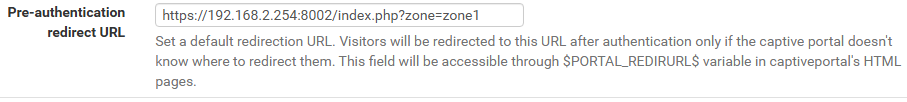 Pre-authentication
redirect URL
https://192.168.2.254:8002/index.php?zone=zone1
Set a default redirection URL. Visitors will be redirected to this URL after authentication only if the captive portal doesn't
know where to redirect them. This field will be accessible through $PORTAL_REDIRURL$ variable in captiveportal's HTML
pages.